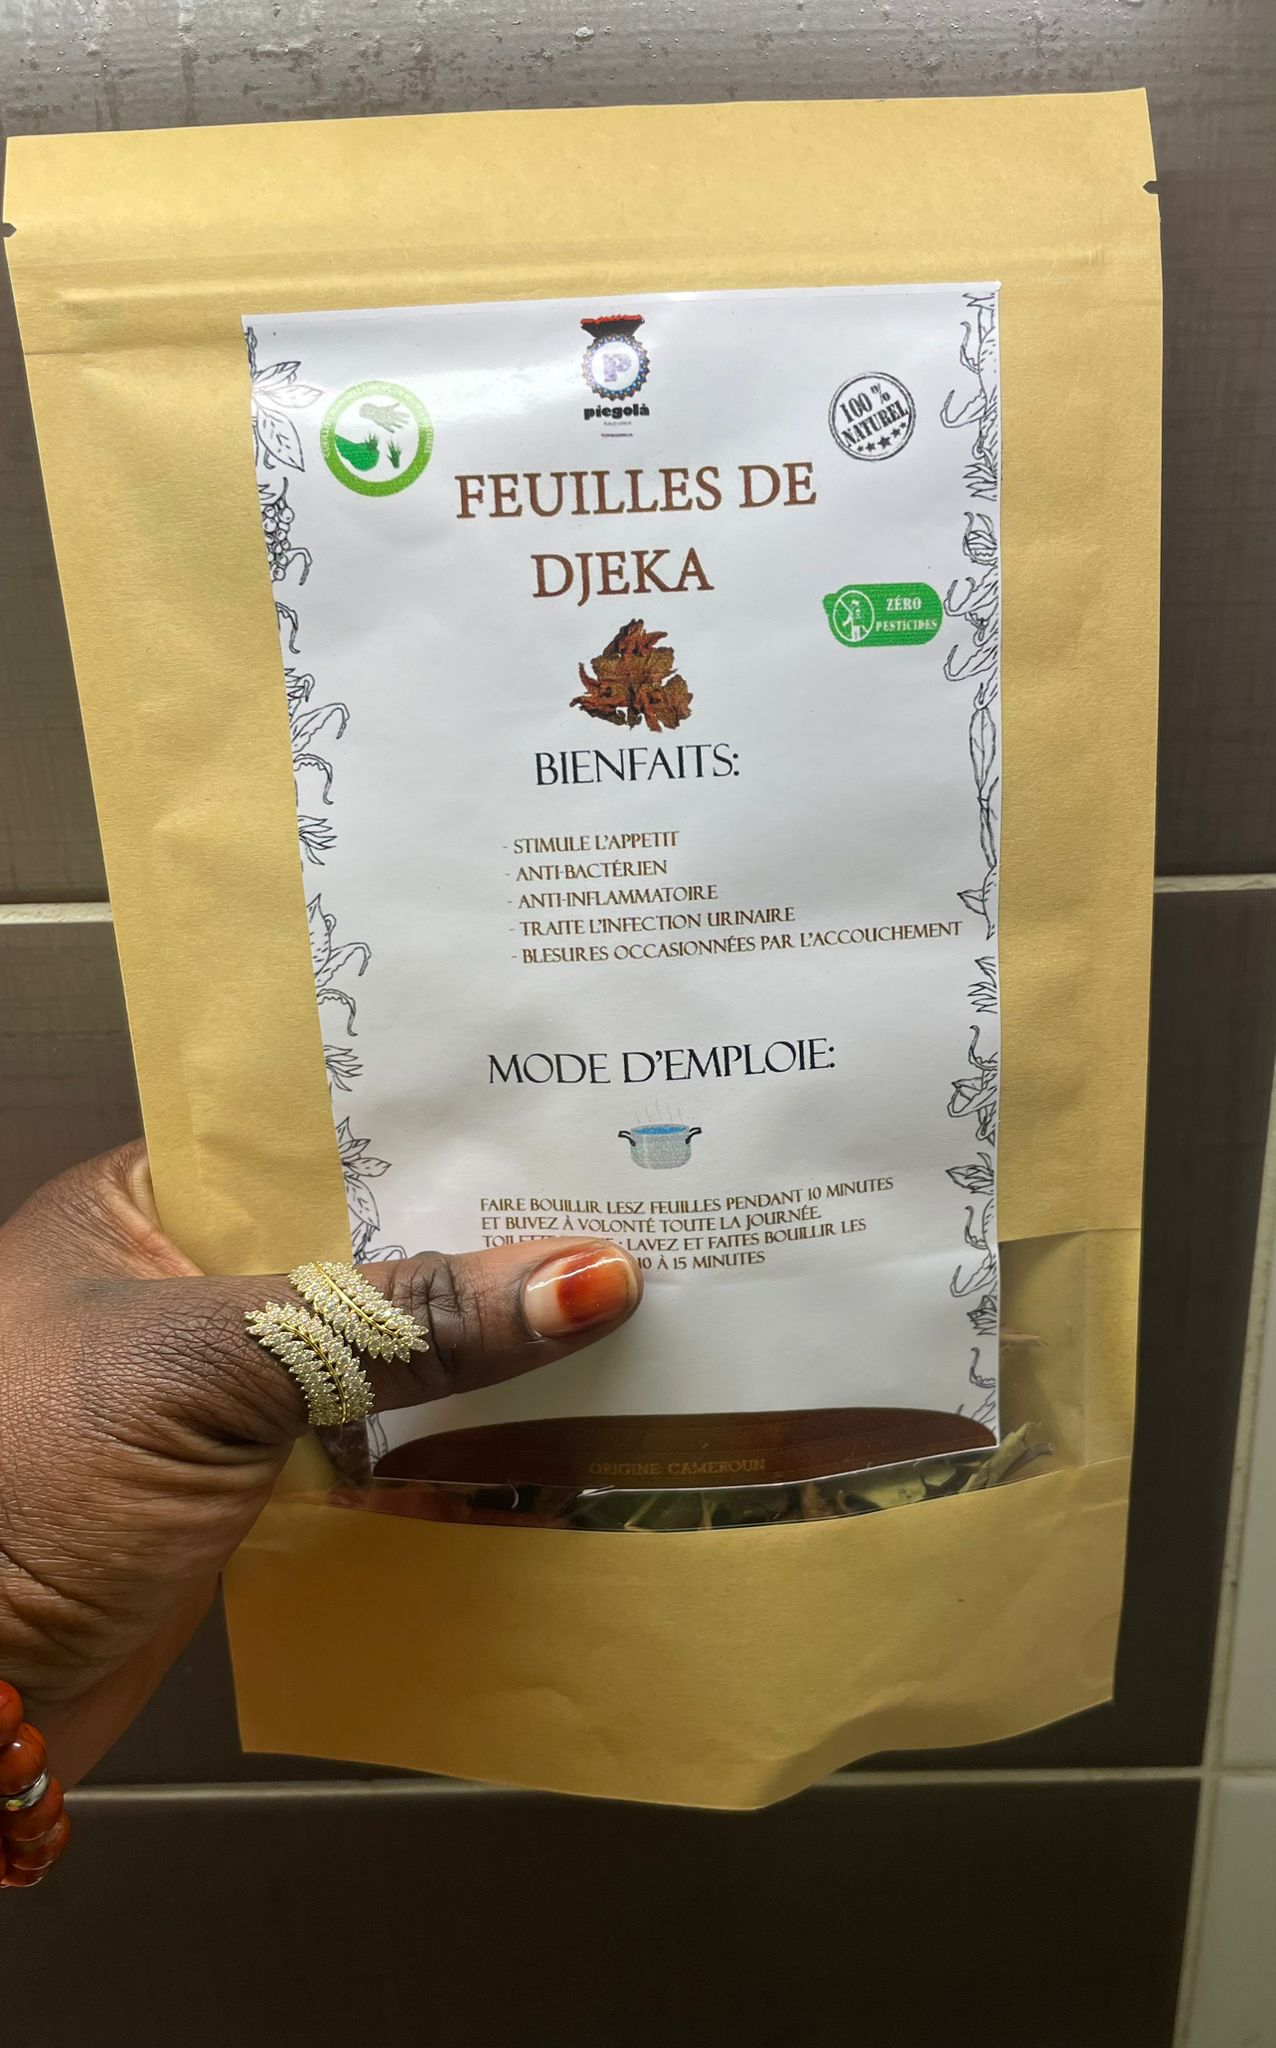 piegolà
100 %
NATUREL
FEUILLES DE
DJEKA
ZÉRO
PESTICIDES
BIENFAITS:
- STIMULE L'APPETIT
- ANTI-BACTÉRIEN
- ANTI-INFLAMMATOIRE
- TRAITE L'INFECTION URINAIRE
- BLESURES OCCASIONNÉES PAR L'ACCOUCHEMENT
MODE D'EMPLOIE:
FAIRE BOUILLIR LESZ FEUILLES PENDANT 10 MINUTES
ET BUVEZ À VOLONTÉ TOUTE LA JOURNÉE
: LAVEZ ET FAITES BOUILLIR LES
10 À 15 MINUTES
ORIGINE: CAMEROUN